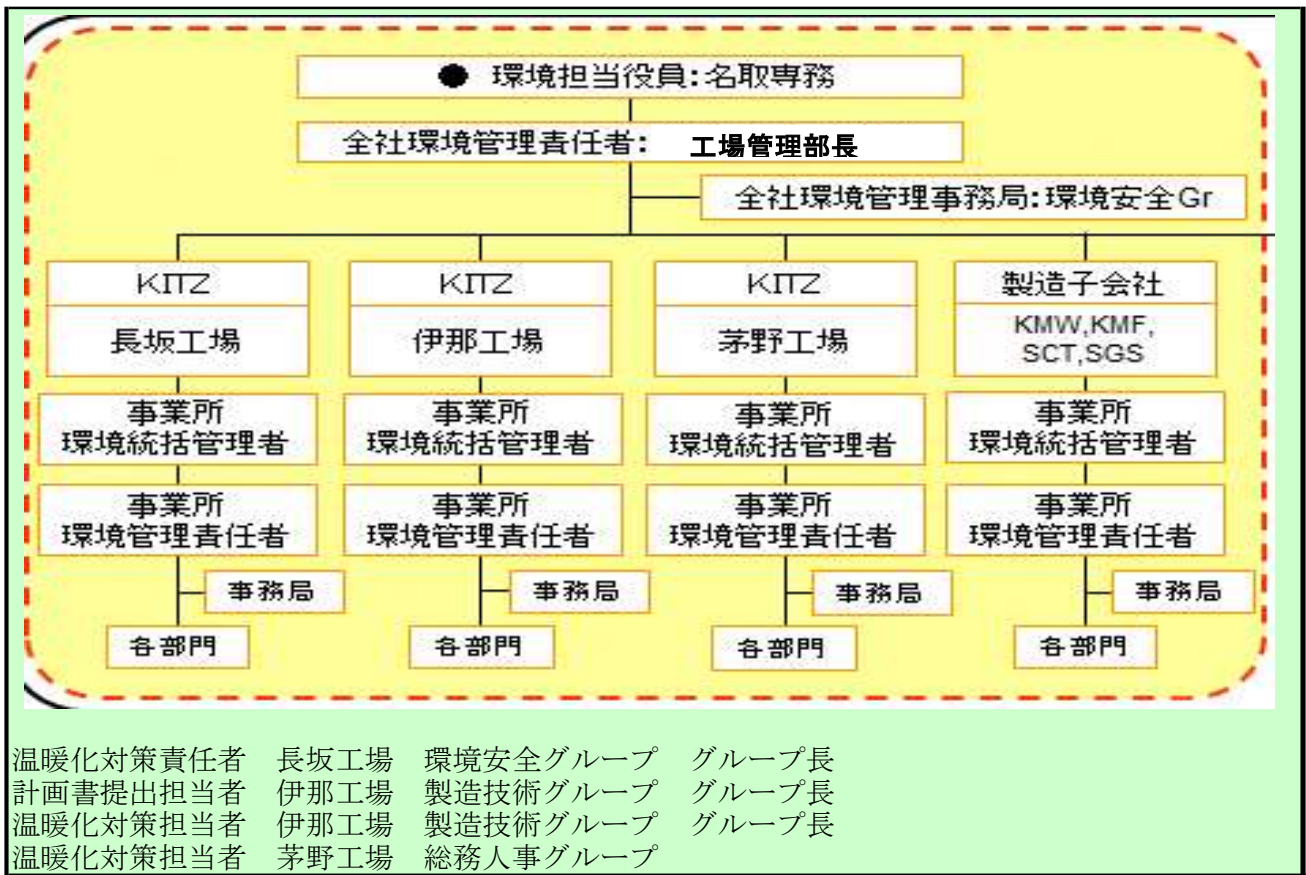 ● 環境担当役員:名取専務
全社環境管理責任者: 工場管理部長
全社環境管理事務局:環境安全Gr
KITZ
長坂工場
KITZ
伊那工場
KITZ
茅野工場
製造子会社
KMW,KMF,
SCT,SGS
事業所
環境統括管理者
事業所
環境統括管理者
事業所
環境統括管理者
事業所
環境統括管理者
事業所
環境管理責任者
事業所
環境管理責任者
事業所
環境管理責任者
事業所
環境管理責任者
事務局
事務局
事務局
事務局
各部門
各部門
各部門
各部門
温暖化対策責任者 長坂工場 環境安全グループ グループ長
計画書提出担当者 伊那工場 製造技術グループ グループ長
温暖化対策担当者 伊那工場 製造技術グループ グループ長
温暖化対策担当者 茅野工場 総務人事グループ